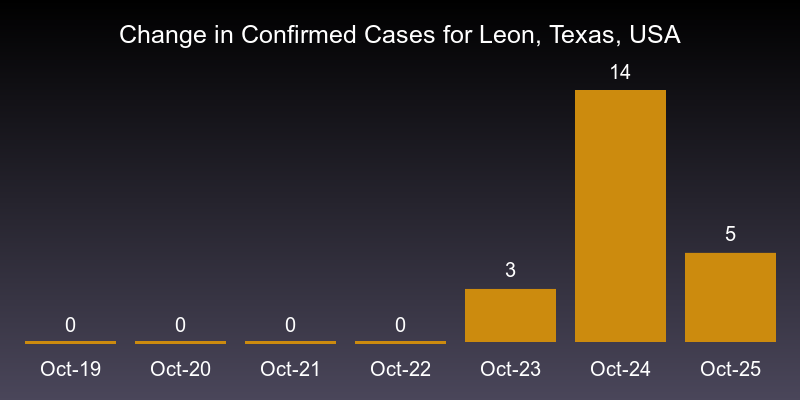 Change in Confirmed Cases for Leon, Texas, USA
14
5
3
0 0 0 0
Oct-19 Oct-20 Oct-21 Oct-22 Oct-23 Oct-24 Oct-25